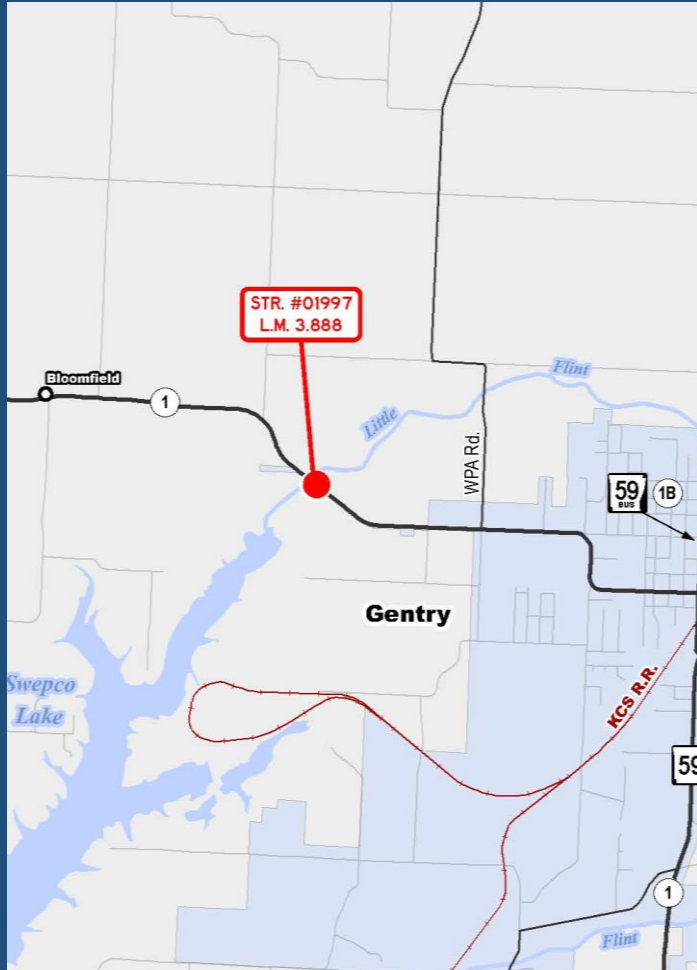 STR. #01997
L.M. 3.888
Bloomfield
1
Little
Flint
WPA Rd.
59
BUS
1B
Gentry
Swepco
Lake
KCS R.R.
59
1
Flint